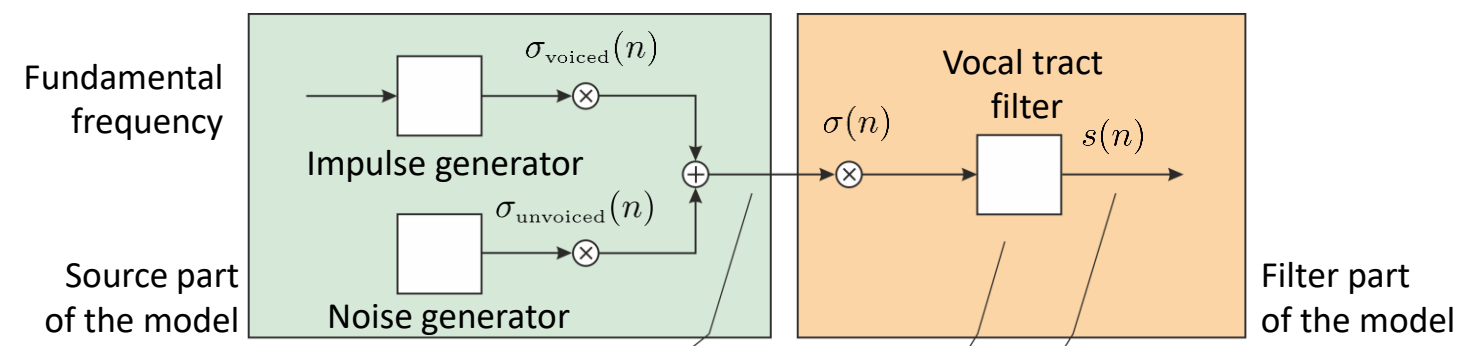 Fundamental
frequency
σ_voiced(n)
Impulse generator
σ_unvoiced(n)
Noise generator
Source part
of the model
Vocal tract
filter
σ(n)
s(n)
Filter part
of the model